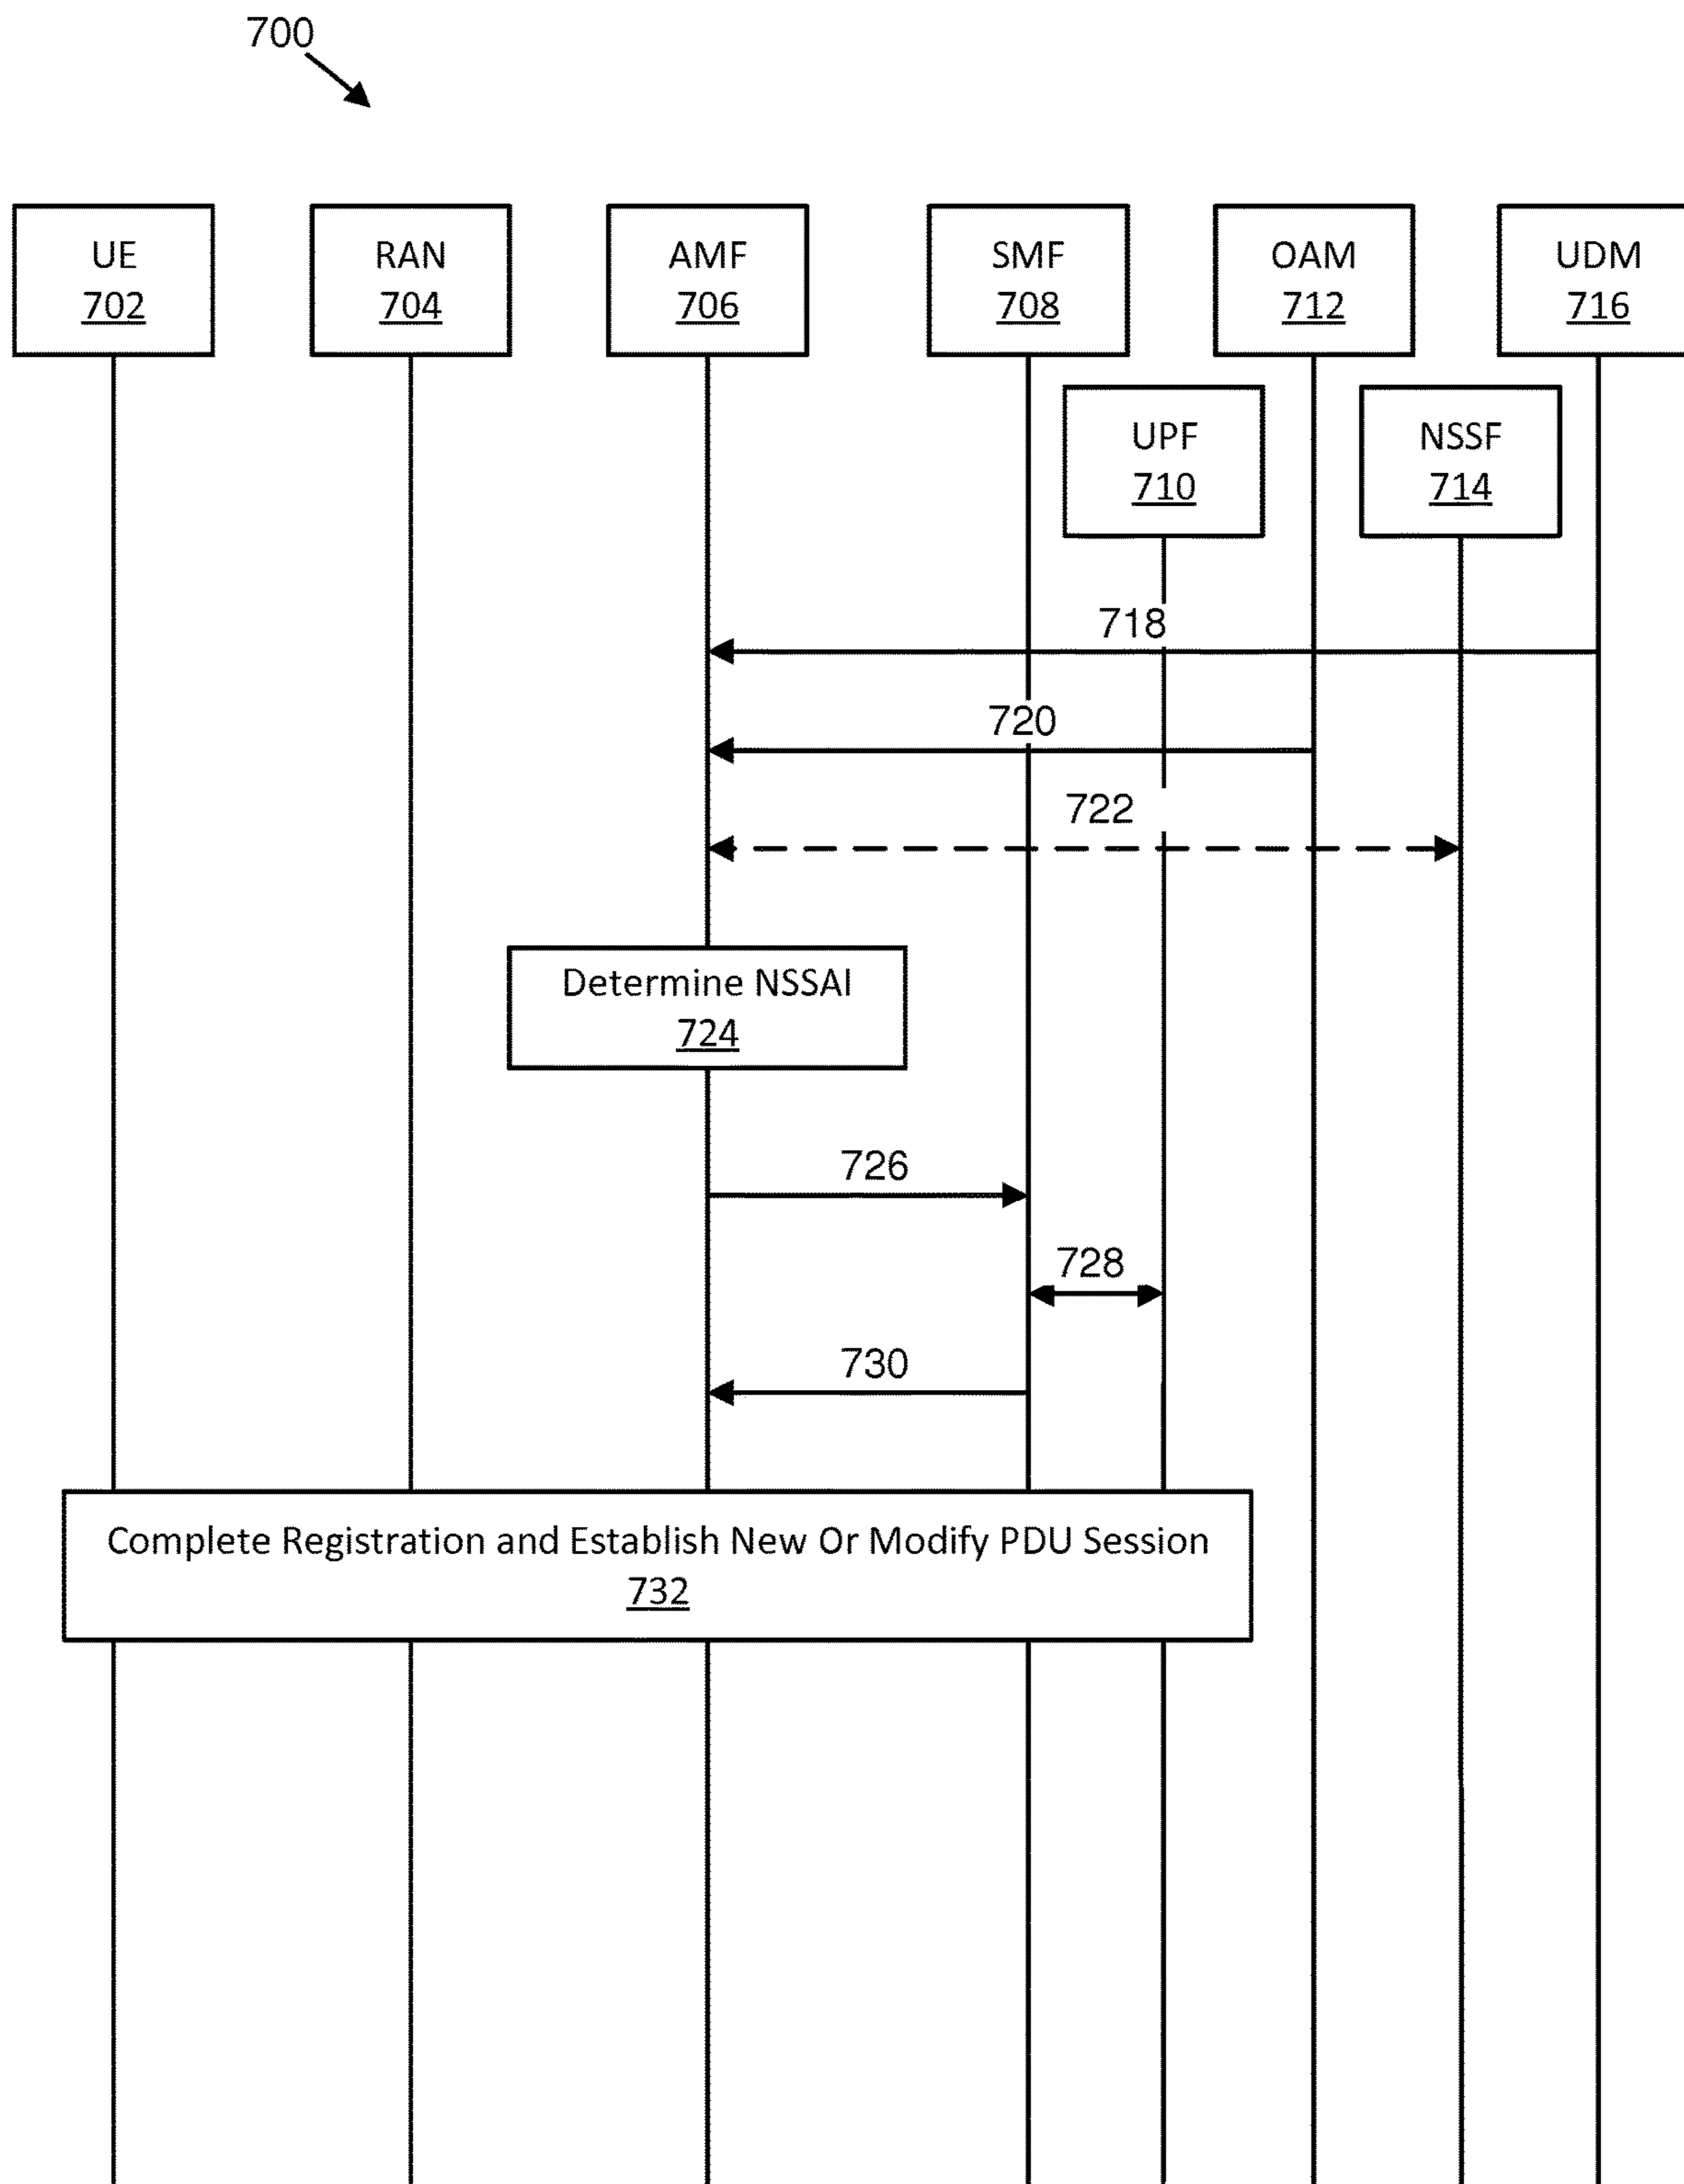 700
UE
702
RAN
704
AMF
706
SMF
708
OAM
712
UDM
716
UPF
710
NSSF
714
718
720
722
Determine NSSAI
724
726
728
730
Complete Registration and Establish New Or Modify PDU Session
732